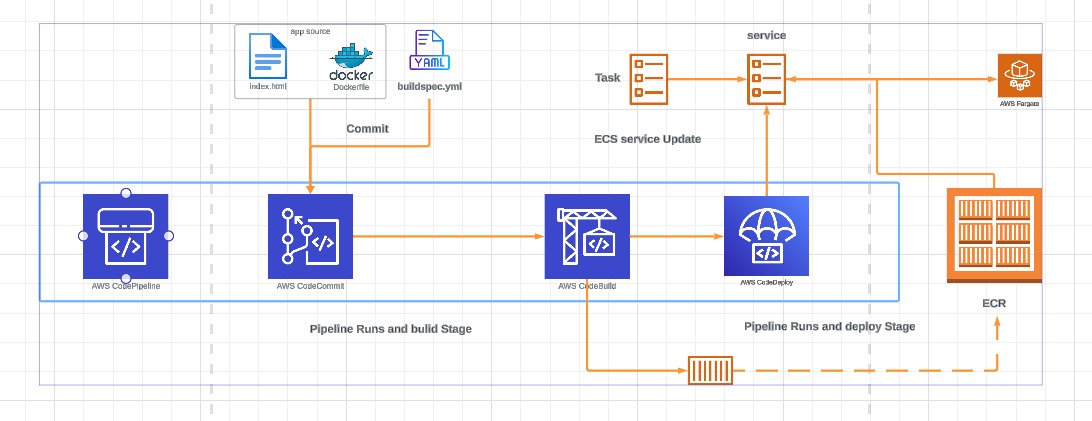 app source
index.html
docker
Dockerfile
YAML
buildspec.yml
Commit
service
Task
AWS Fargate
ECS service Update
AWS CodePipeline
AWS CodeCommit
AWS CodeBuild
AWS CodeDeploy
ECR
Pipeline Runs and bulid Stage
Pipeline Runs and deploy Stage